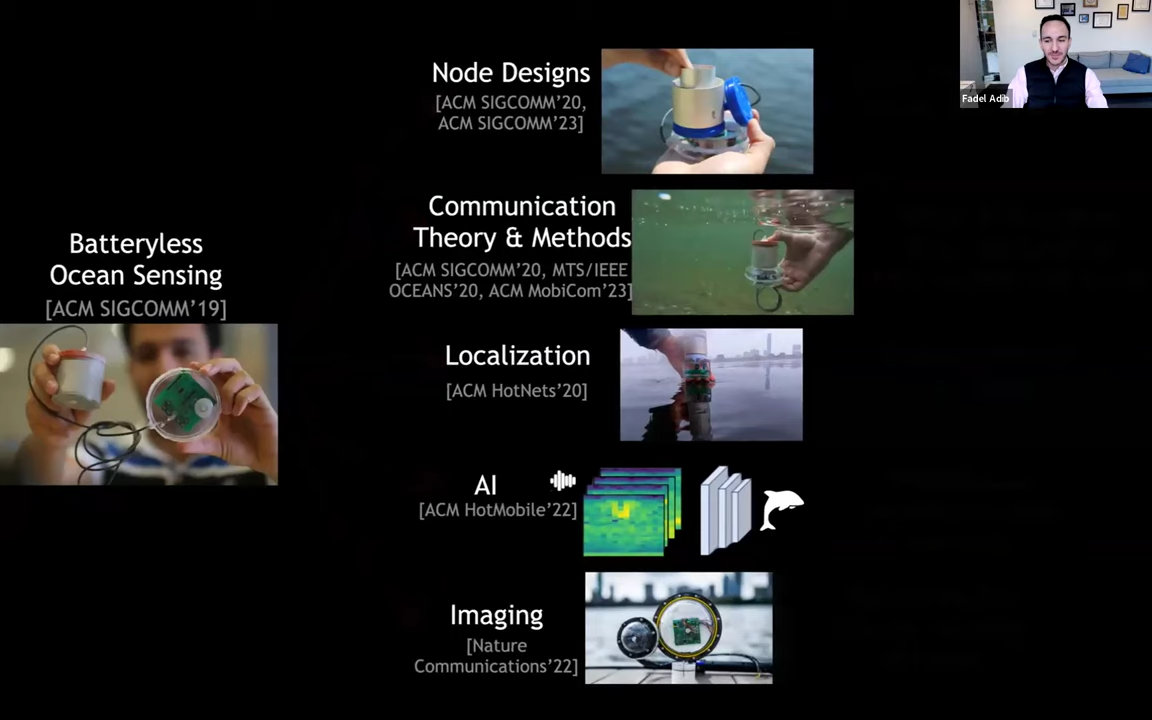 Batteryless
Ocean Sensing
[ACM SIGCOMM’19]
Node Designs
[ACM SIGCOMM’20,
ACM SIGCOMM’23]
Communication
Theory & Methods
[ACM SIGCOMM’20, MTS/IEEE
OCEANS’20, ACM MobiCom’23]
Localization
[ACM HotNets’20]
AI
[ACM HotMobile’22]
Imaging
[Nature
Communications’22]
Fadel Adib